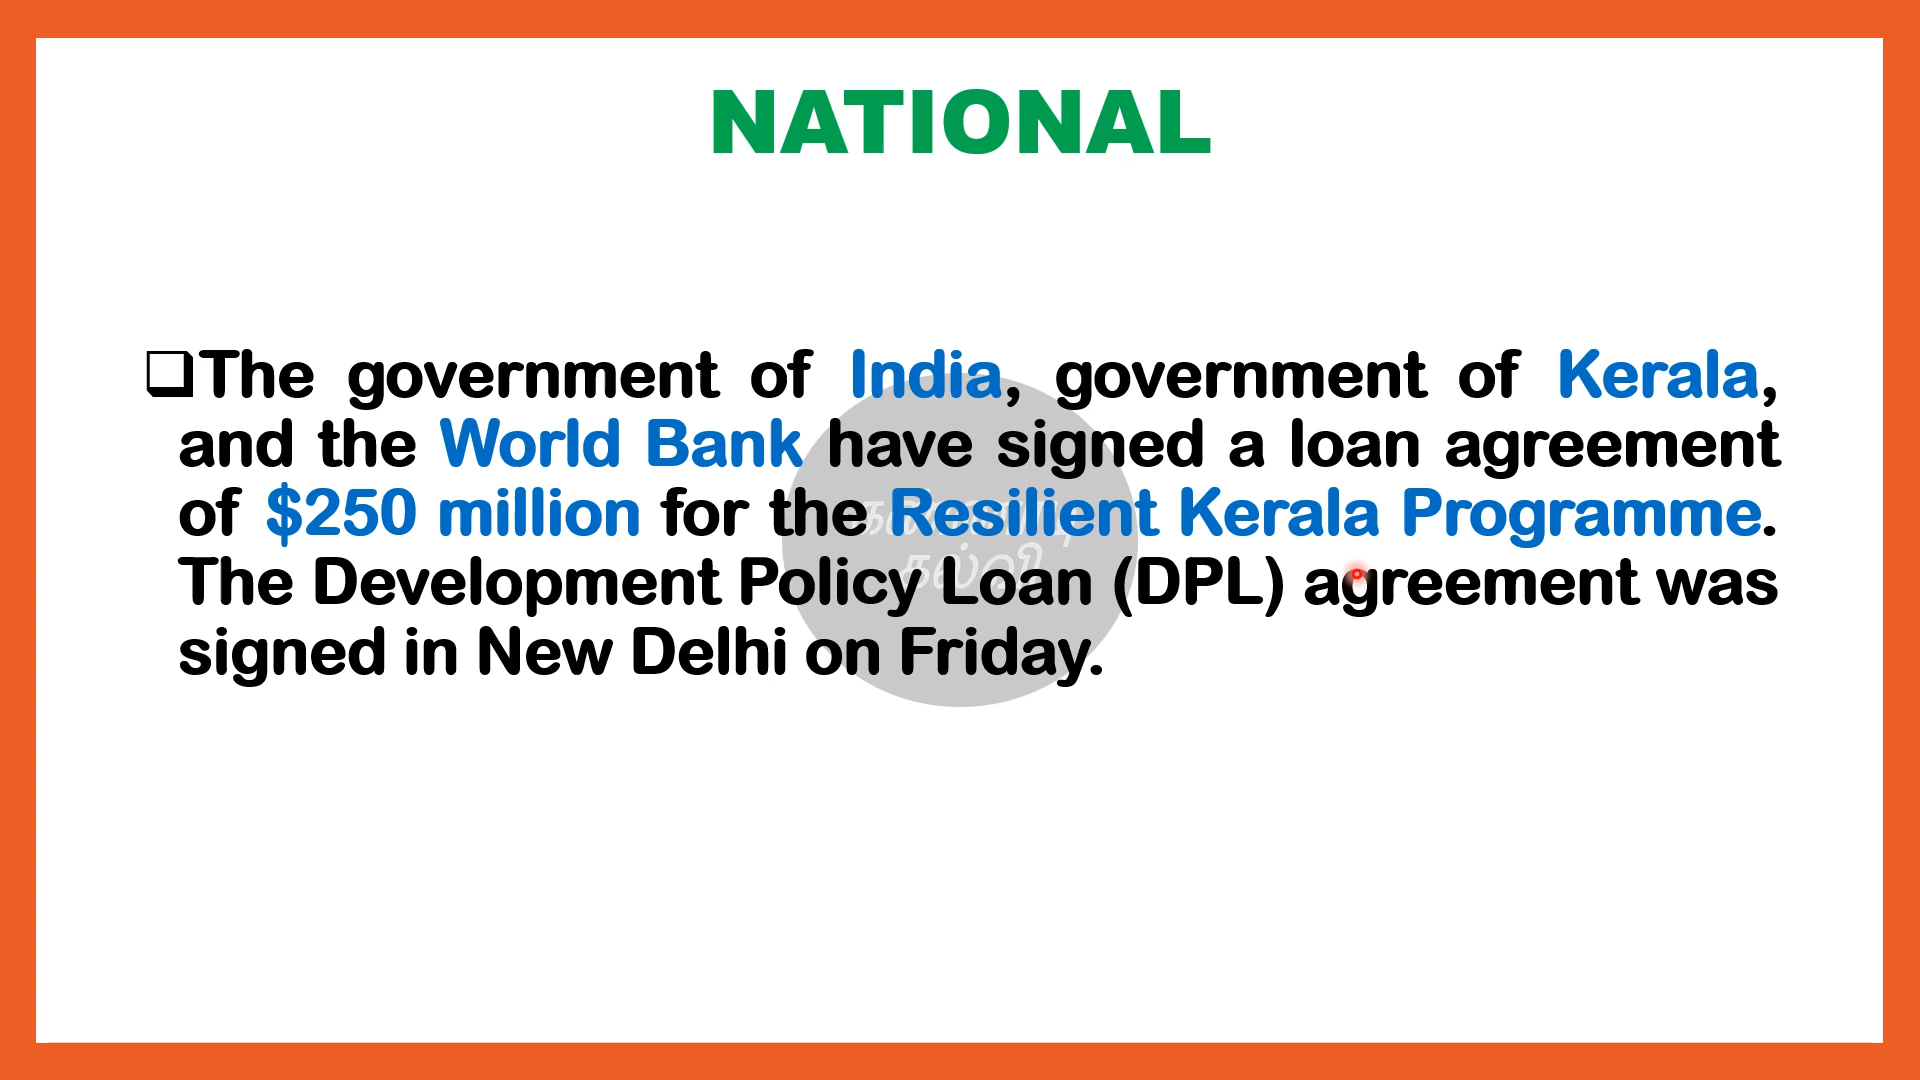 NATIONAL
❑The government of India, government of Kerala,
and the World Bank have signed a loan agreement
of $250 million for the Resilient Kerala Programme.
The Development Policy Loan (DPL) agreement was
signed in New Delhi on Friday.
கல்வி